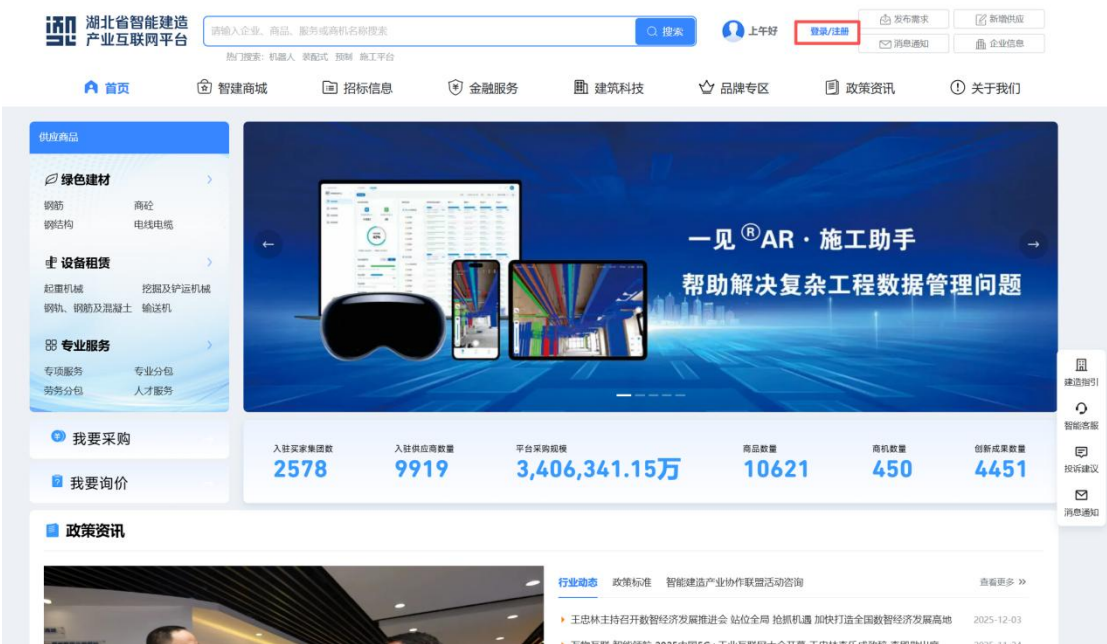 湖北省智能建造
产业互联网平台
请输入企业、商品、服务或商机名称搜索
搜索
热门搜索: 机器人 装配式 预制 施工平台
上午好
登录/注册
发布需求
新增供应
消息通知
企业信息
首页
智建商城
招标信息
金融服务
建筑科技
品牌专区
政策资讯
关于我们
供应商品
绿色建材
钢筋 商砼
钢结构 电线电缆
设备租赁
起重机械 挖掘及铲运机械
钢轨、钢筋及混凝土 输送机
专业服务
专项服务 专业分包
劳务分包 人才服务
一见®AR · 施工助手
帮助解决复杂工程数据管理问题
建造指引
智能客服
投诉建议
消息通知
我要采购
我要询价
入驻买家集团数
2578
入驻供应商数量
9919
平台采购规模
3,406,341.15万
商品数量
10621
商机数量
450
创新成果数量
4451
政策资讯
行业动态 政策标准 智能建造产业协作联盟活动咨询 查看更多
王忠林主持召开数智经济发展推进会 站位全局 抢抓机遇 加快打造全国数智经济发展高地 2025-12-03